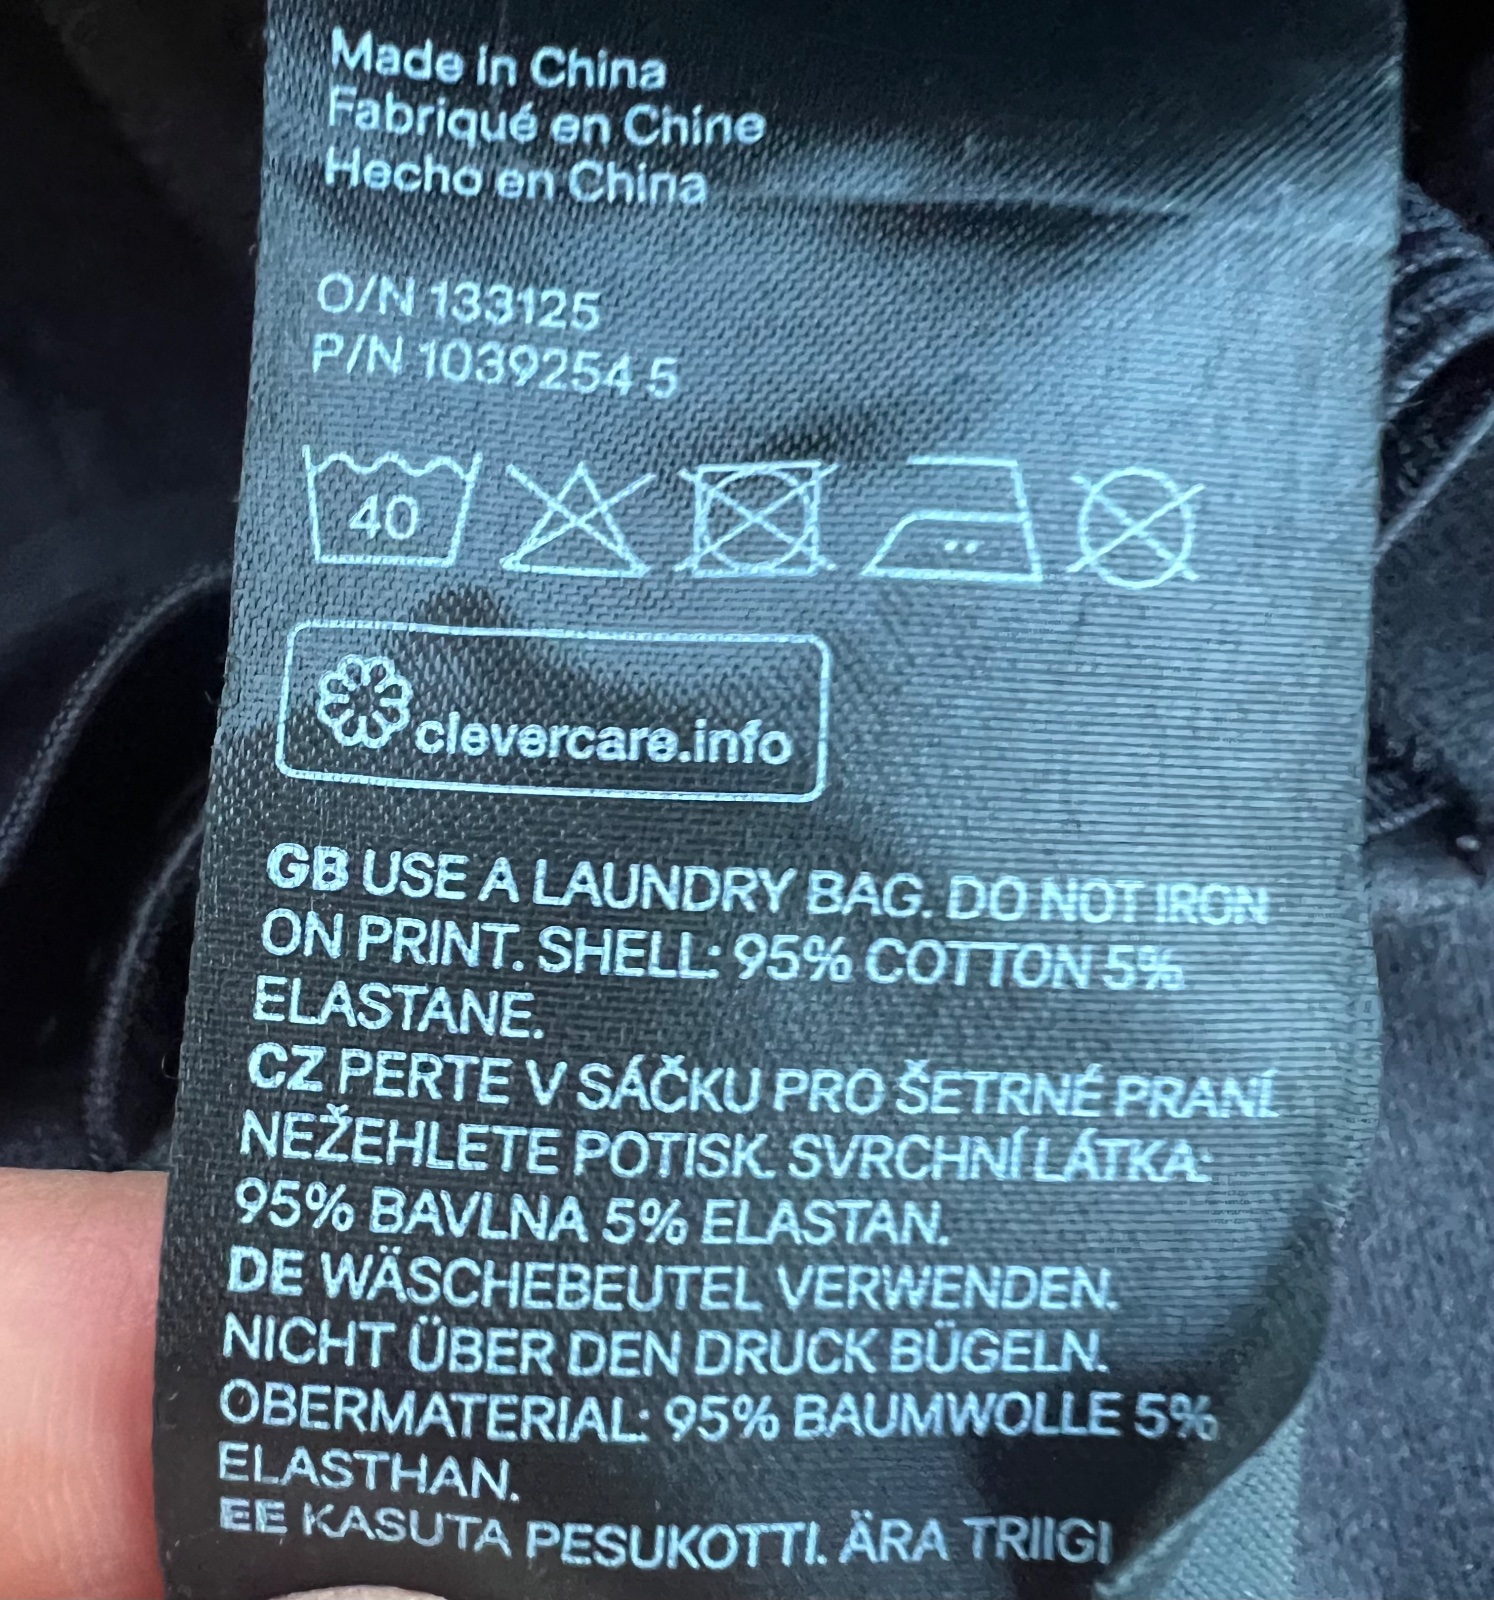 Made in China
Fabriqué en Chine
Hecho en China
O/N 133125
P/N 1039254 5
40
clevercare.info
GB USE A LAUNDRY BAG. DO NOT IRON
ON PRINT. SHELL: 95% COTTON 5%
ELASTANE.
CZ PERTE V SÁČKU PRO ŠETRNÉ PRANÍ
NEŽEHLETE POTISK. SVRCHNÍ LÁTKA:
95% BAVLNA 5% ELASTAN.
DE WÄSCHEBEUTEL VERWENDEN.
NICHT ÜBER DEN DRUCK BÜGELN.
OBERMATERIAL: 95% BAUMWOLLE 5%
ELASTHAN.
EE KASUTA PESUKOTTI. ÄRA TRIIGI